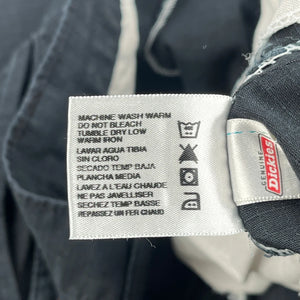 MACHINE WASH WARM
DO NOT BLEACH
TUMBLE DRY LOW
WARM IRON
LAVAR AGUA TIBIA
SIN CLORO
SECADO TEMP BAJA
PLANCHA MEDIA
LAVEZ A L'EAU CHAUDE
NE PAS JAVELLISER
SECHEZ TEMP BASSE
REPASSEZ UN FER CHAUD
GENUINE
Dickies